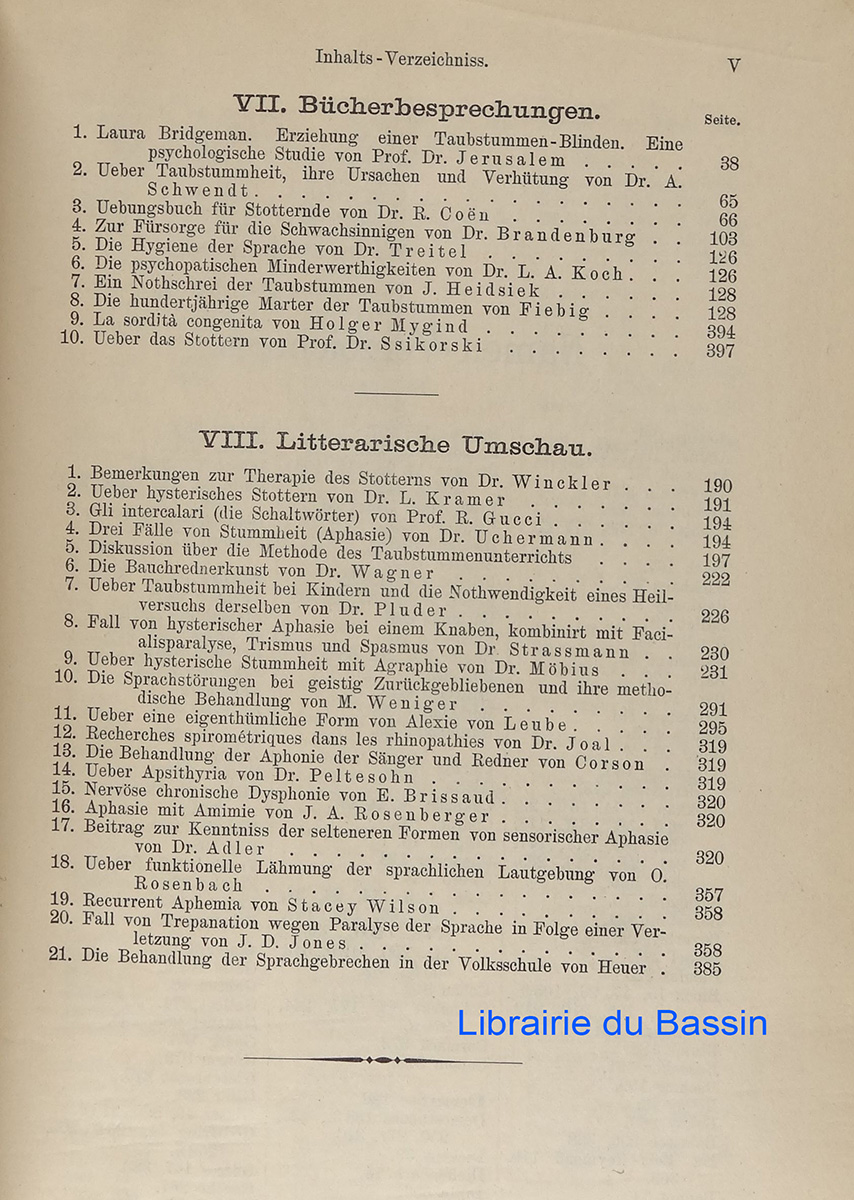 Inhalts-Verzeichniss. V
VII. Bücherbesprechungen.
Seite.
1. Laura Bridgeman. Erziehung einer Taubstummen-Blinden. Eine
psychologische Studie von Prof. Dr. Jerusalem . . . . . 38
2. Ueber Taubstummheit, ihre Ursachen und Verhütung von Dr. A.
Schwendt . . . . . . . . . . . . 65
3. Uebungsbuch für Stotternde von Dr. R. Coën . . . . . . . 66
4. Zur Fürsorge für die Schwachsinnigen von Dr. Brandenburg . . 103
5. Die Hygiene der Sprache von Dr. Treitel . . . . . . . 126
6. Die psychopatischen Minderwerthigkeiten von Dr. L. A. Koch . . . 126
7. Ein Nothschrei der Taubstummen von J. Heidsiek . . . . . 128
8. Die hundertjährige Marter der Taubstummen von Fiebig . . . . 128
9. La sordità congenita von Holger Mygind . . . . . . . 394
10. Ueber das Stottern von Prof. Dr. Ssikorski . . . . . . . 397
VIII. Litterarische Umschau.
1. Bemerkungen zur Therapie des Stotterns von Dr. Winckler . . . 190
2. Ueber hysterisches Stottern von Dr. L. Kramer . . . . . . 191
3. Gli intercalari (die Schaltwörter) von Prof. R. Gucci . . . . . 194
4. Drei Fälle von Stummheit (Aphasie) von Dr. Uchermann . . . . 194
5. Diskussion über die Methode des Taubstummenunterrichts . . . . 197
6. Die Bauchrednerkunst von Dr. Wagner . . . . . . . . 222
7. Ueber Taubstummheit bei Kindern und die Nothwendigkeit eines Heil-
versuchs derselben von Dr. Pluder . . . . . . . . 226
8. Fall von hysterischer Aphasie bei einem Knaben, kombinirt mit Faci-
alisparalyse, Trismus und Spasmus von Dr Strassmann . . 230
9. Ueber hysterische Stummheit mit Agraphie von Dr. Möbius . . . 231
10. Die Sprachstörungen bei geistig Zurückgebliebenen und ihre metho-
dische Behandlung von M. Weniger . . . . . . . . 291
11. Ueber eine eigenthümliche Form von Alexie von Leube . . . . 295
12. Recherches spirométriques dans les rhinopathies von Dr. Joal . . . 319
13. Die Behandlung der Aphonie der Sänger und Redner von Corson . 319
14. Ueber Apsithyria von Dr. Peltesohn . . . . . . . . 319
15. Nervöse chronische Dysphonie von E. Brissaud . . . . . . 320
16. Aphasie mit Amimie von J. A. Rosenberger . . . . . . 320
17. Beitrag zur Kenntniss der selteneren Formen von sensorischer Aphasie
von Dr. Adler . . . . . . . . . . . . 320
18. Ueber funktionelle Lähmung der sprachlichen Lautgebung von O.
Rosenbach . . . . . . . . . . . . 357
19. Recurrent Aphemia von Stacey Wilson . . . . . . . 358
20. Fall von Trepanation wegen Paralyse der Sprache in Folge einer Ver-
letzung von J. D. Jones . . . . . . . . . . 358
21. Die Behandlung der Sprachgebrechen in der Volksschule von Heuer . 385
Librairie du Bassin